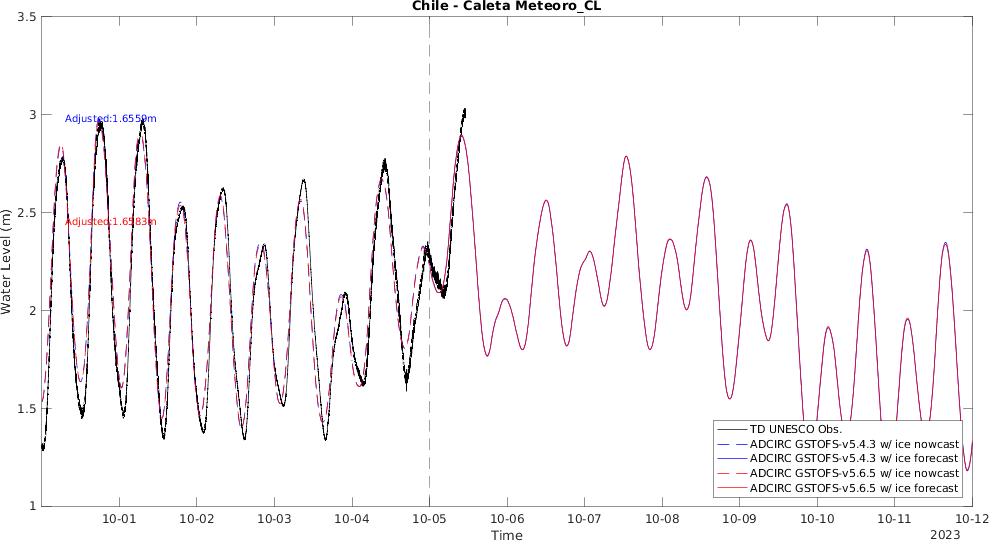 Chile - Caleta Meteoro_CL
3.5
3
2.5
2
1.5
1
Water Level (m)
Adjusted:1.6559m
Adjusted:1.6583m
10-01
10-02
10-03
10-04
10-05
10-06
10-07
10-08
10-09
10-10
10-11
10-12
Time
2023
TD UNESCO Obs.
ADCIRC GSTOFS-v5.4.3 w/ ice nowcast
ADCIRC GSTOFS-v5.4.3 w/ ice forecast
ADCIRC GSTOFS-v5.6.5 w/ ice nowcast
ADCIRC GSTOFS-v5.6.5 w/ ice forecast